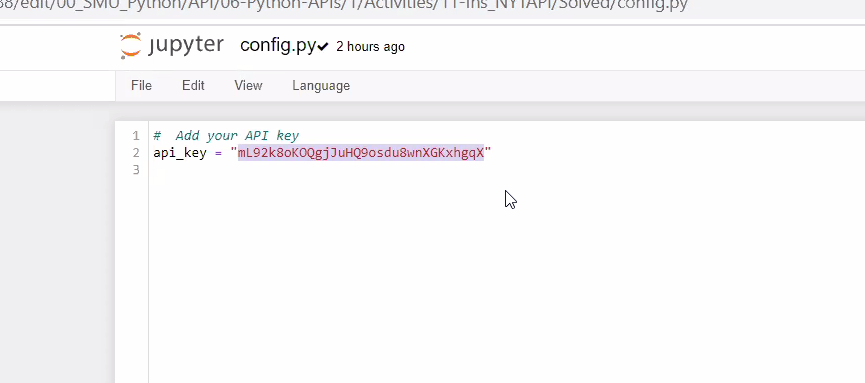 88/edit/00_SMU_Python/API/06-Python-APIs/1/Activities/11-Ins_NYTAPI/Solved/config.py
jupyter config.py✔ 2 hours ago
File Edit View Language
1 # Add your API key
2 api_key = "mL92k8oKOQgjJuHQ9osdu8wnXGKxhgqX"
3